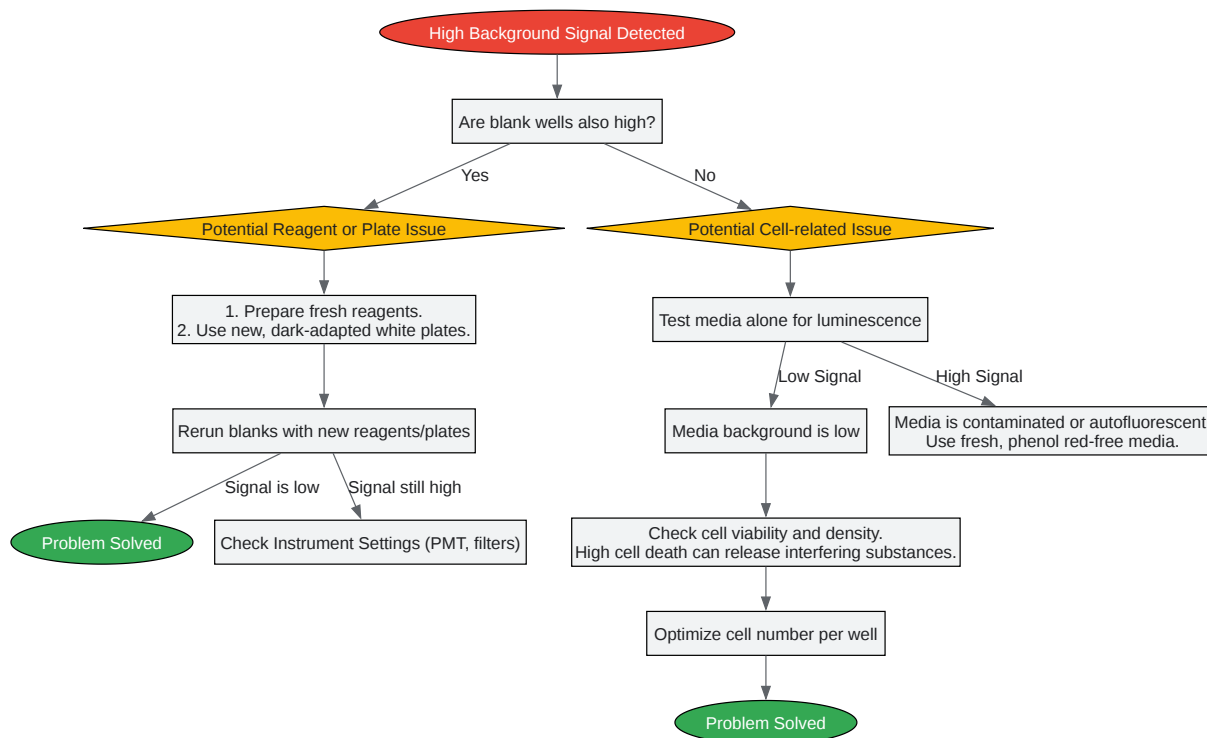 High Background Signal Detected
Are blank wells also high?
Yes
No
Potential Reagent or Plate Issue
Potential Cell-related Issue
1. Prepare fresh reagents.
2. Use new, dark-adapted white plates.
Test media alone for luminescence
Low Signal
High Signal
Rerun blanks with new reagents/plates
Media background is low
Media is contaminated or autofluorescent.
Use fresh, phenol red-free media.
Signal is low
Signal still high
Problem Solved
Check Instrument Settings (PMT, filters)
Check cell viability and density.
High cell death can release interfering substances.
Optimize cell number per well
Problem Solved